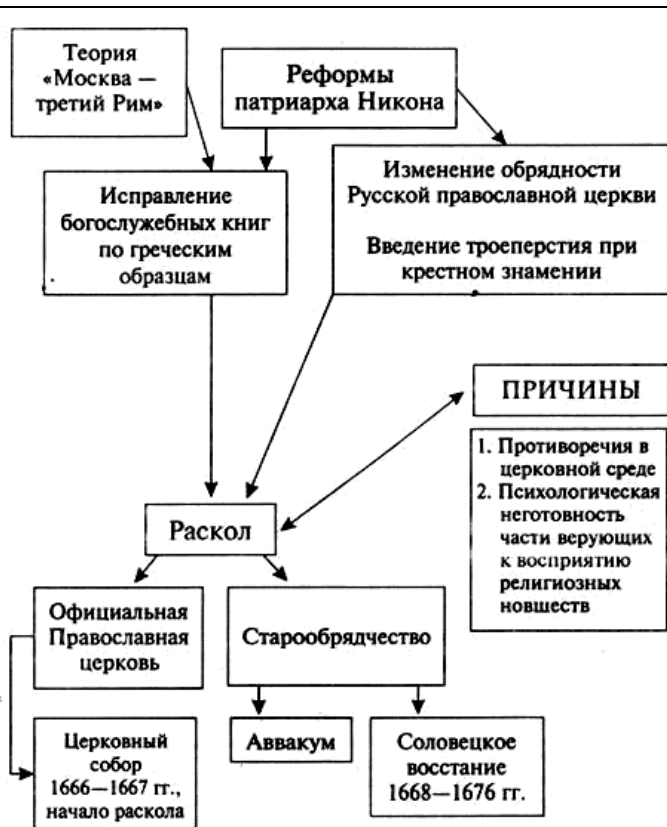 Теория
«Москва —
третий Рим»
Реформы
патриарха Никона
Исправление
богослужебных книг
по греческим
образцам
Изменение обрядности
Русской православной церкви
Введение троеперстия при
крестном знамении
ПРИЧИНЫ
1. Противоречия в
церковной среде
2. Психологическая
неготовность
части верующих
к восприятию
религиозных
новшеств
Раскол
Официальная
Православная
церковь
Старообрядчество
Церковный
собор
1666—1667 гг.,
начало раскола
Аввакум
Соловецкое
восстание
1668—1676 гг.